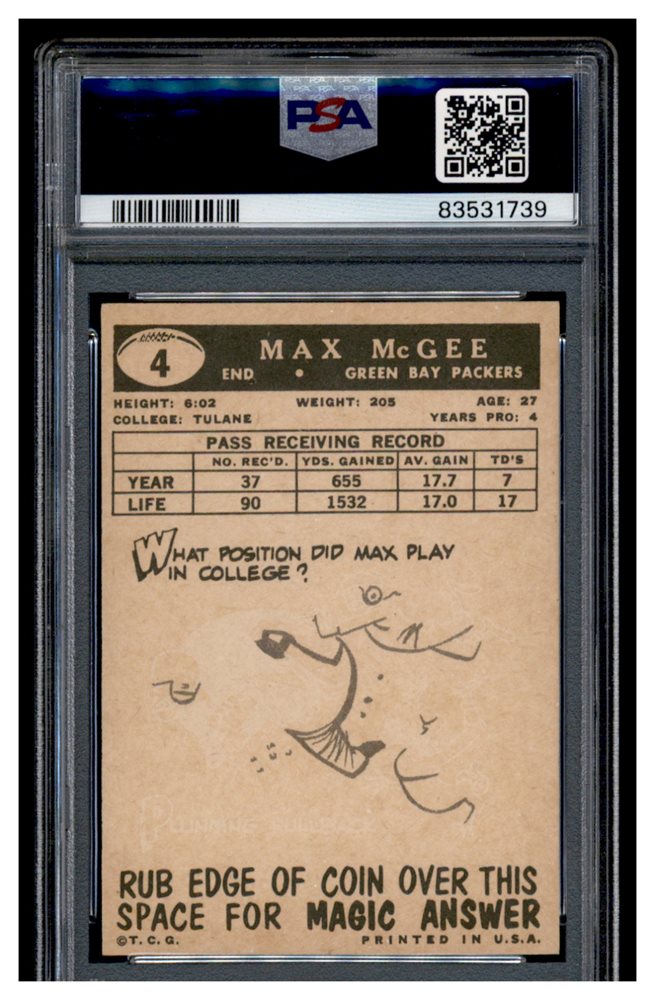 PSA
83531739
4
MAX McGEE
END • GREEN BAY PACKERS
HEIGHT: 6:02 WEIGHT: 205 AGE: 27
COLLEGE: TULANE YEARS PRO: 4
PASS RECEIVING RECORD
NO. REC'D. YDS. GAINED AV. GAIN TD'S
YEAR 37 655 17.7 7
LIFE 90 1532 17.0 17
WHAT POSITION DID MAX PLAY
IN COLLEGE?
RUB EDGE OF COIN OVER THIS
SPACE FOR MAGIC ANSWER
©T.C.G. PRINTED IN U.S.A.